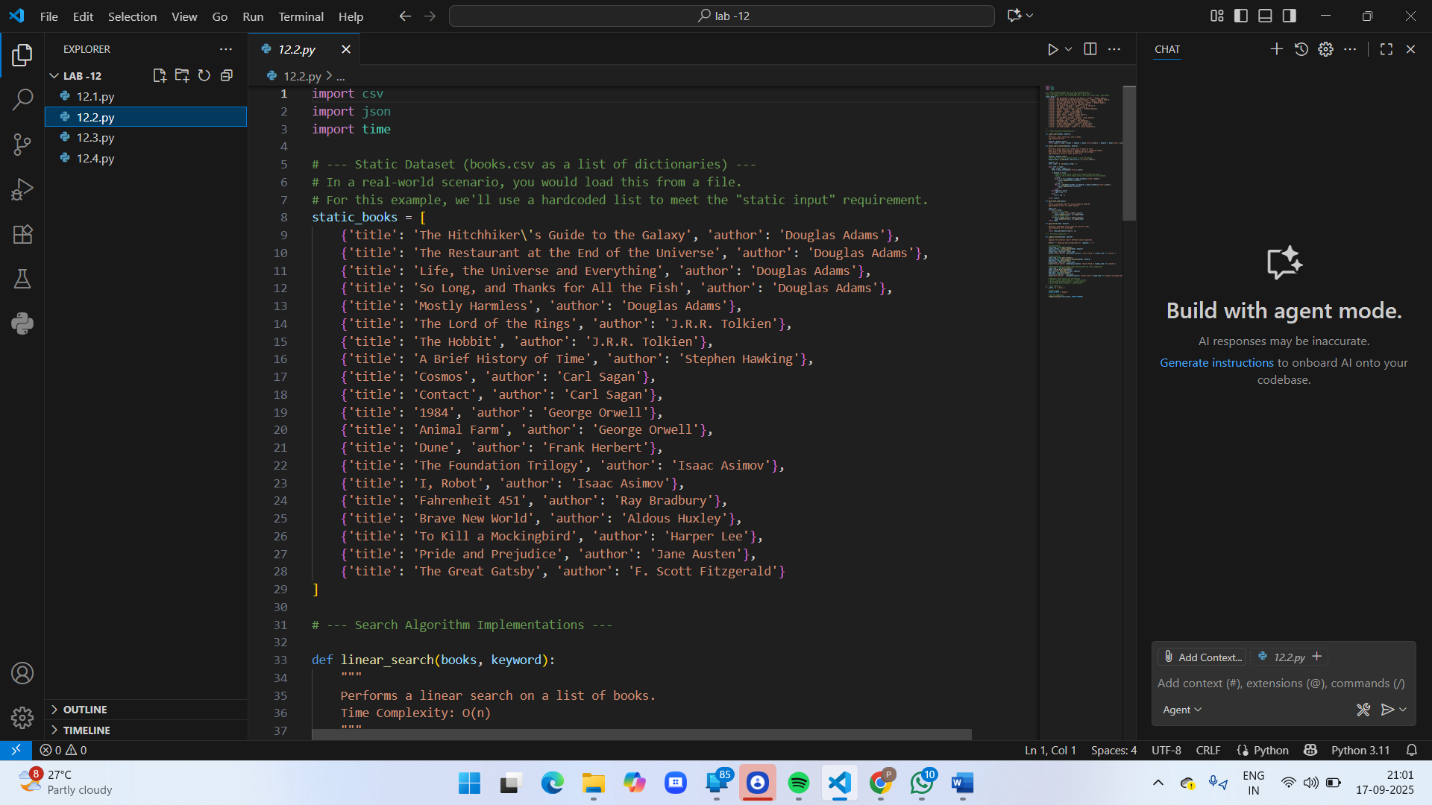 File Edit Selection View Go Run Terminal Help
lab -12
EXPLORER
LAB -12
12.1.py
12.2.py
12.3.py
12.4.py
OUTLINE
TIMELINE
12.2.py
12.2.py > ...
1 import csv
2 import json
3 import time
4
5 # --- Static Dataset (books.csv as a list of dictionaries) ---
6 # In a real-world scenario, you would load this from a file.
7 # For this example, we'll use a hardcoded list to meet the "static input" requirement.
8 static_books = [
9 {'title': 'The Hitchhiker\'s Guide to the Galaxy', 'author': 'Douglas Adams'},
10 {'title': 'The Restaurant at the End of the Universe', 'author': 'Douglas Adams'},
11 {'title': 'Life, the Universe and Everything', 'author': 'Douglas Adams'},
12 {'title': 'So Long, and Thanks for All the Fish', 'author': 'Douglas Adams'},
13 {'title': 'Mostly Harmless', 'author': 'Douglas Adams'},
14 {'title': 'The Lord of the Rings', 'author': 'J.R.R. Tolkien'},
15 {'title': 'The Hobbit', 'author': 'J.R.R. Tolkien'},
16 {'title': 'A Brief History of Time', 'author': 'Stephen Hawking'},
17 {'title': 'Cosmos', 'author': 'Carl Sagan'},
18 {'title': 'Contact', 'author': 'Carl Sagan'},
19 {'title': '1984', 'author': 'George Orwell'},
20 {'title': 'Animal Farm', 'author': 'George Orwell'},
21 {'title': 'Dune', 'author': 'Frank Herbert'},
22 {'title': 'The Foundation Trilogy', 'author': 'Isaac Asimov'},
23 {'title': 'I, Robot', 'author': 'Isaac Asimov'},
24 {'title': 'Fahrenheit 451', 'author': 'Ray Bradbury'},
25 {'title': 'Brave New World', 'author': 'Aldous Huxley'},
26 {'title': 'To Kill a Mockingbird', 'author': 'Harper Lee'},
27 {'title': 'Pride and Prejudice', 'author': 'Jane Austen'},
28 {'title': 'The Great Gatsby', 'author': 'F. Scott Fitzgerald'}
29 ]
30
31 # --- Search Algorithm Implementations ---
32
33 def linear_search(books, keyword):
34 """
35 Performs a linear search on a list of books.
36 Time Complexity: O(n)
37 """
CHAT
Build with agent mode.
AI responses may be inaccurate.
Generate instructions to onboard AI onto your
codebase.
Add Context... 12.2.py
Add context (#), extensions (@), commands (/)
Agent
0 0
Ln 1, Col 1 Spaces: 4 UTF-8 CRLF {} Python Python 3.11
8
27°C
Partly cloudy
85
P
10
ENG
IN
21:01
17-09-2025